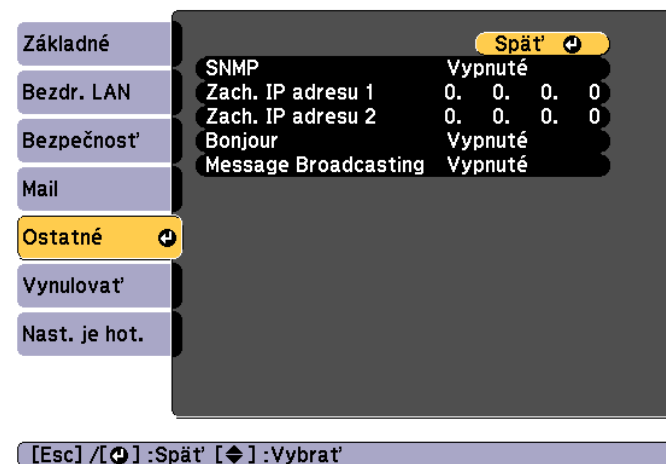 Základné
Bezdr. LAN
Bezpečnosť
Mail
Ostatné
Vynulovať
Nast. je hot.
Späť
SNMP Vypnuté
Zach. IP adresu 1 0. 0. 0. 0
Zach. IP adresu 2 0. 0. 0. 0
Bonjour Vypnuté
Message Broadcasting Vypnuté
[Esc] /[⏎] :Späť [◆] :Vybrať